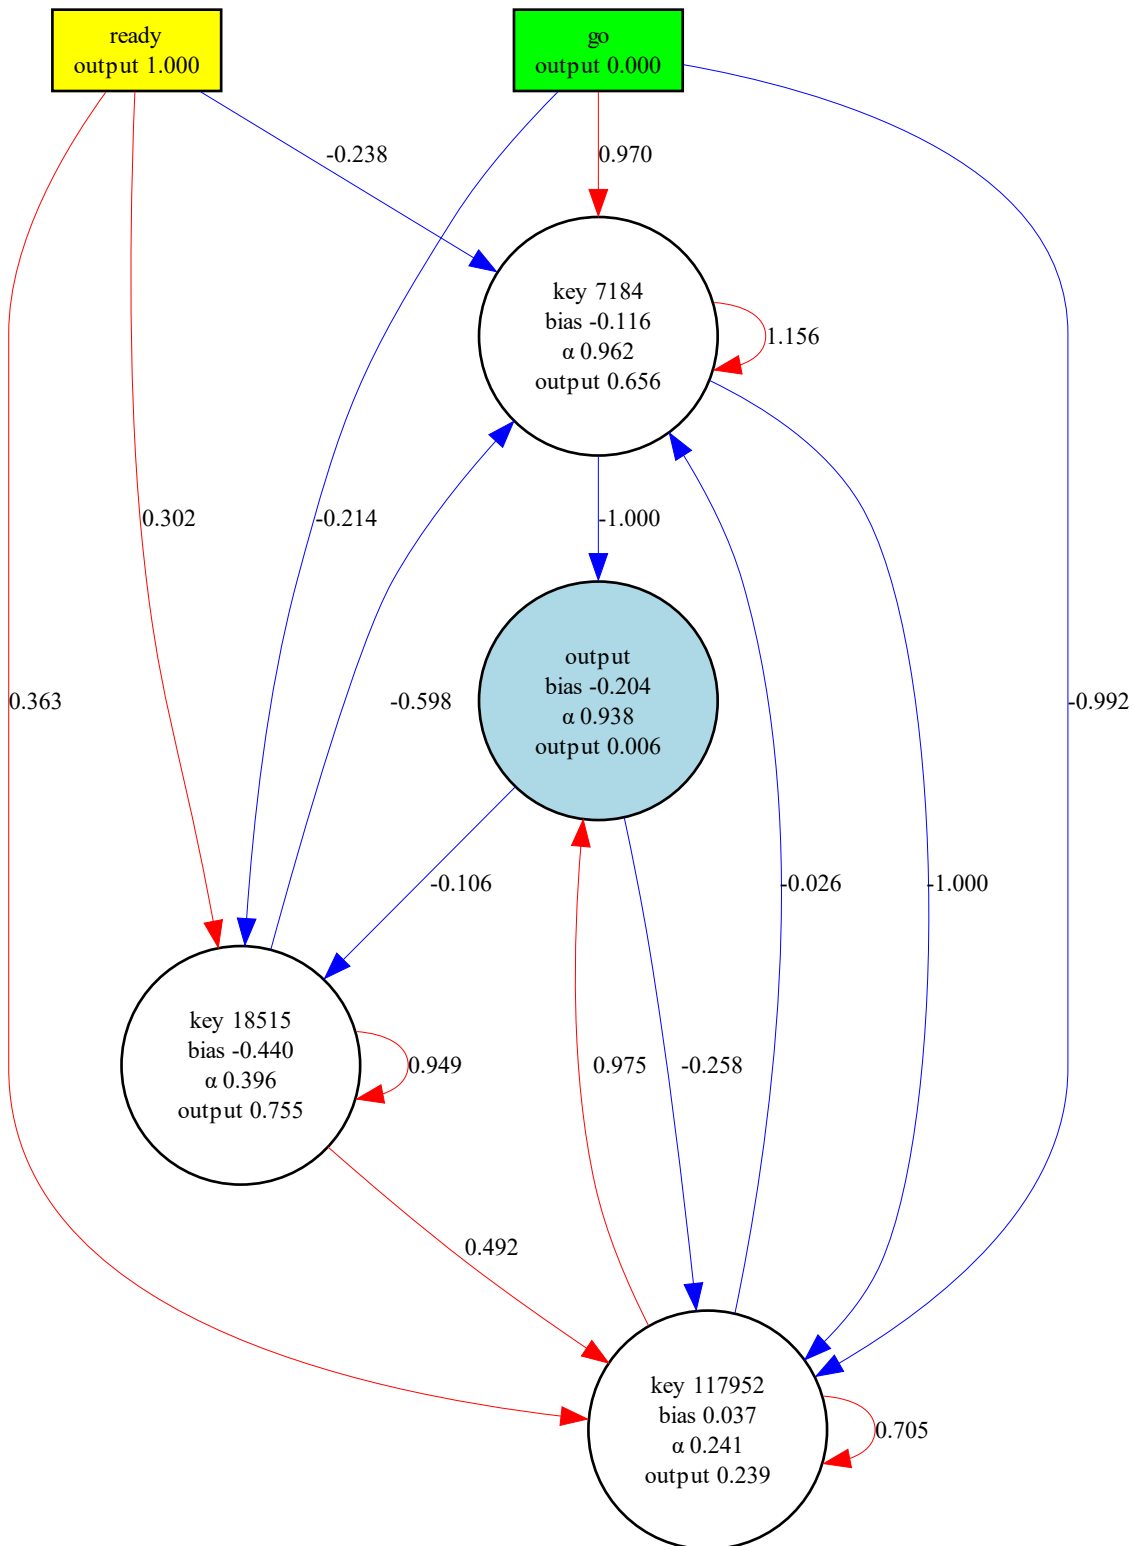 ready
output 1.000
go
output 0.000
-0.238
0.970
key 7184
bias -0.116
α 0.962
output 0.656
1.156
0.302
-0.214
-1.000
output
bias -0.204
α 0.938
output 0.006
0.363
-0.598
-0.992
-0.106
-0.026
-1.000
key 18515
bias -0.440
α 0.396
output 0.755
0.949
0.975
-0.258
0.492
key 117952
bias 0.037
α 0.241
output 0.239
0.705